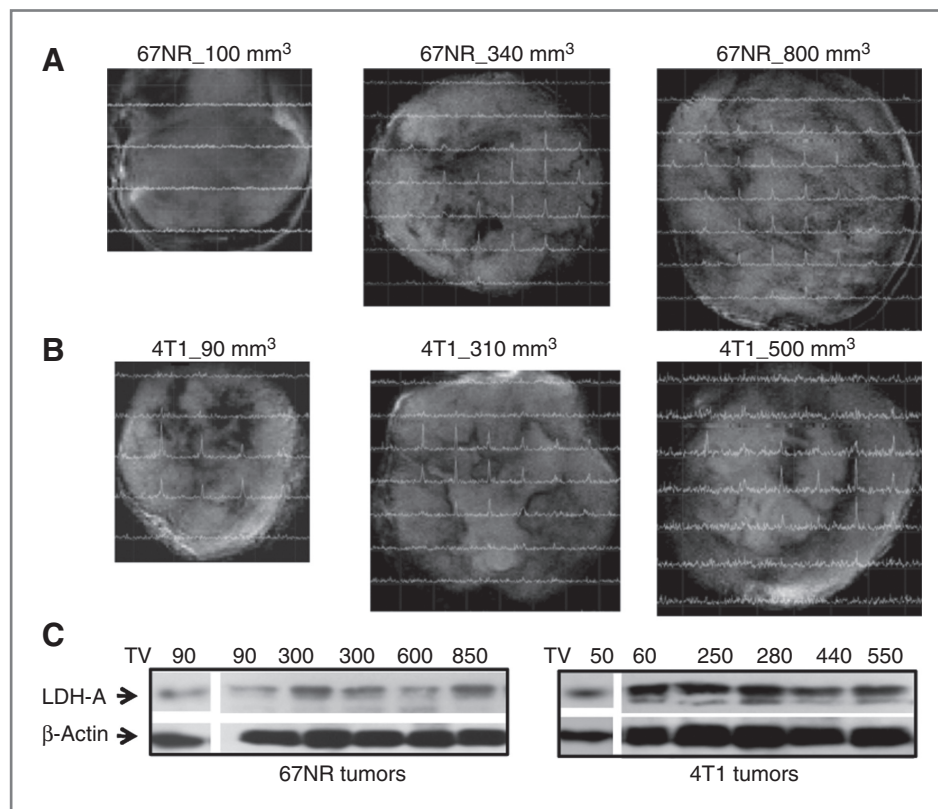 A
67NR_100 mm³ 67NR_340 mm³ 67NR_800 mm³
B
4T1_90 mm³ 4T1_310 mm³ 4T1_500 mm³
C
TV 90 90 300 300 600 850 TV 50 60 250 280 440 550
LDH-A
β-Actin
67NR tumors 4T1 tumors